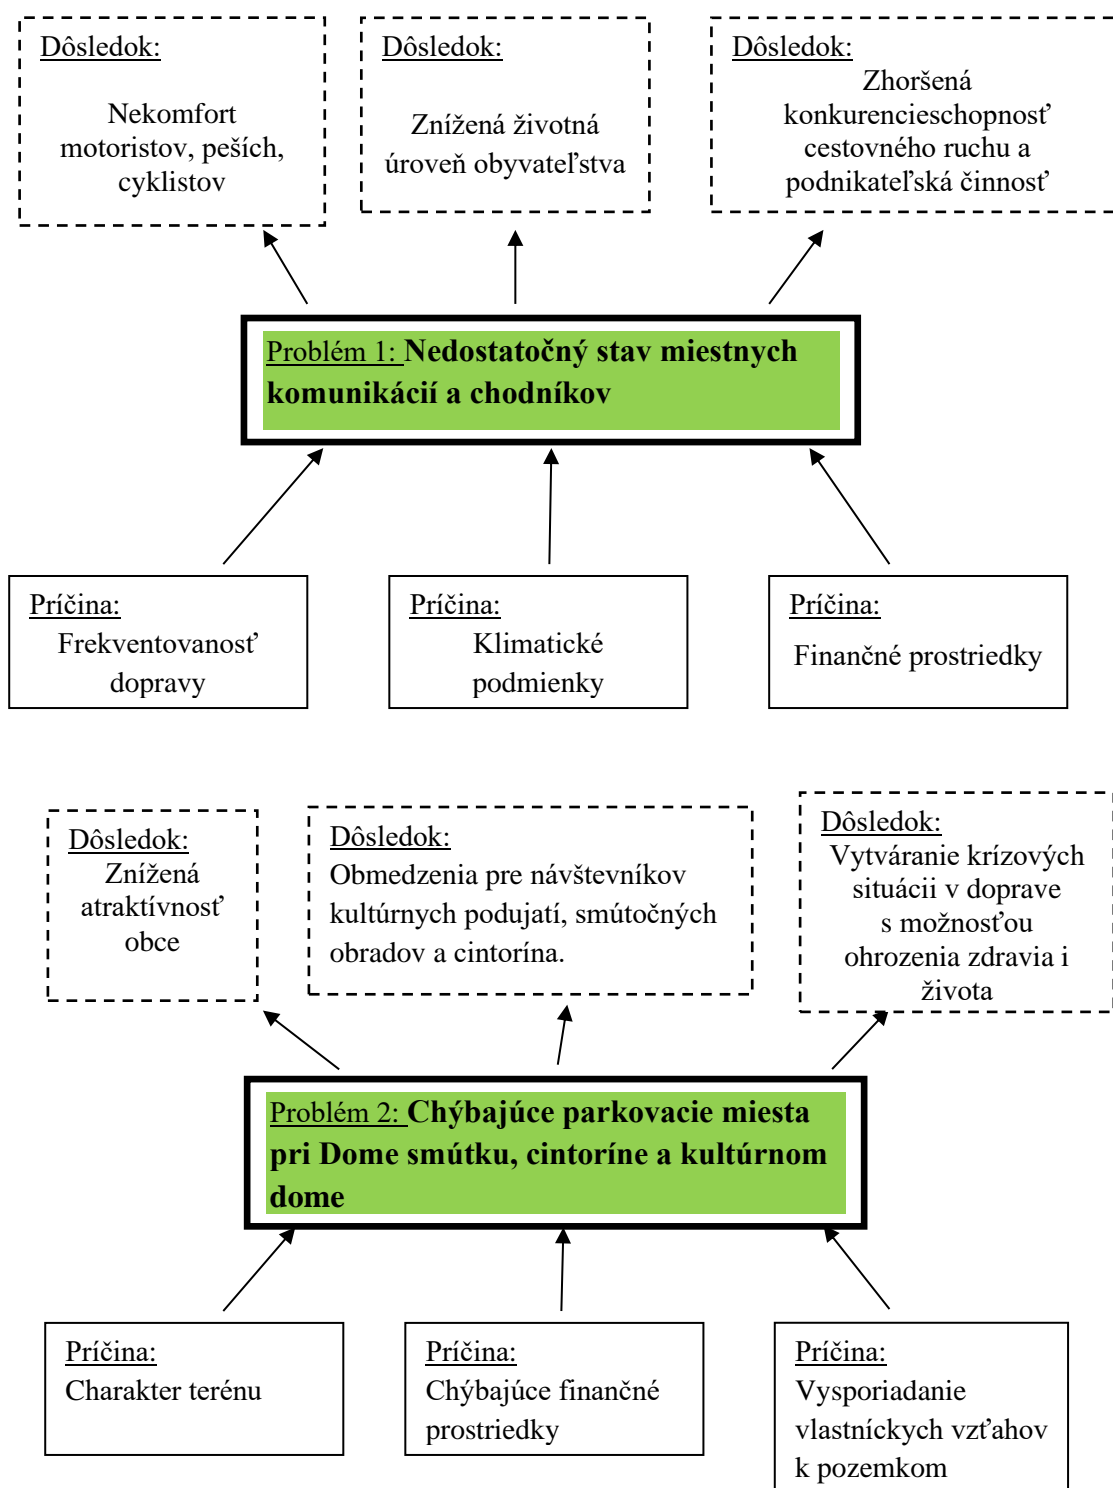 Dôsledok:
Nekomfort
motoristov, peších,
cyklistov
Dôsledok:
Znížená životná
úroveň obyvateľstva
Dôsledok:
Zhoršená
konkurencieschopnosť
cestovného ruchu a
podnikateľská činnosť
Problém 1: Nedostatočný stav miestnych
komunikácií a chodníkov
Príčina:
Frekventovanosť
dopravy
Príčina:
Klimatické
podmienky
Príčina:
Finančné prostriedky
Dôsledok:
Znížená
atraktívnosť
obce
Dôsledok:
Obmedzenia pre návštevníkov
kultúrnych podujatí, smútočných
obradov a cintorína.
Dôsledok:
Vytváranie krízových
situácii v doprave
s možnosťou
ohrozenia zdravia i
života
Problém 2: Chýbajúce parkovacie miesta
pri Dome smútku, cintoríne a kultúrnom
dome
Príčina:
Charakter terénu
Príčina:
Chýbajúce finančné
prostriedky
Príčina:
Vysporiadanie
vlastníckych vzťahov
k pozemkom